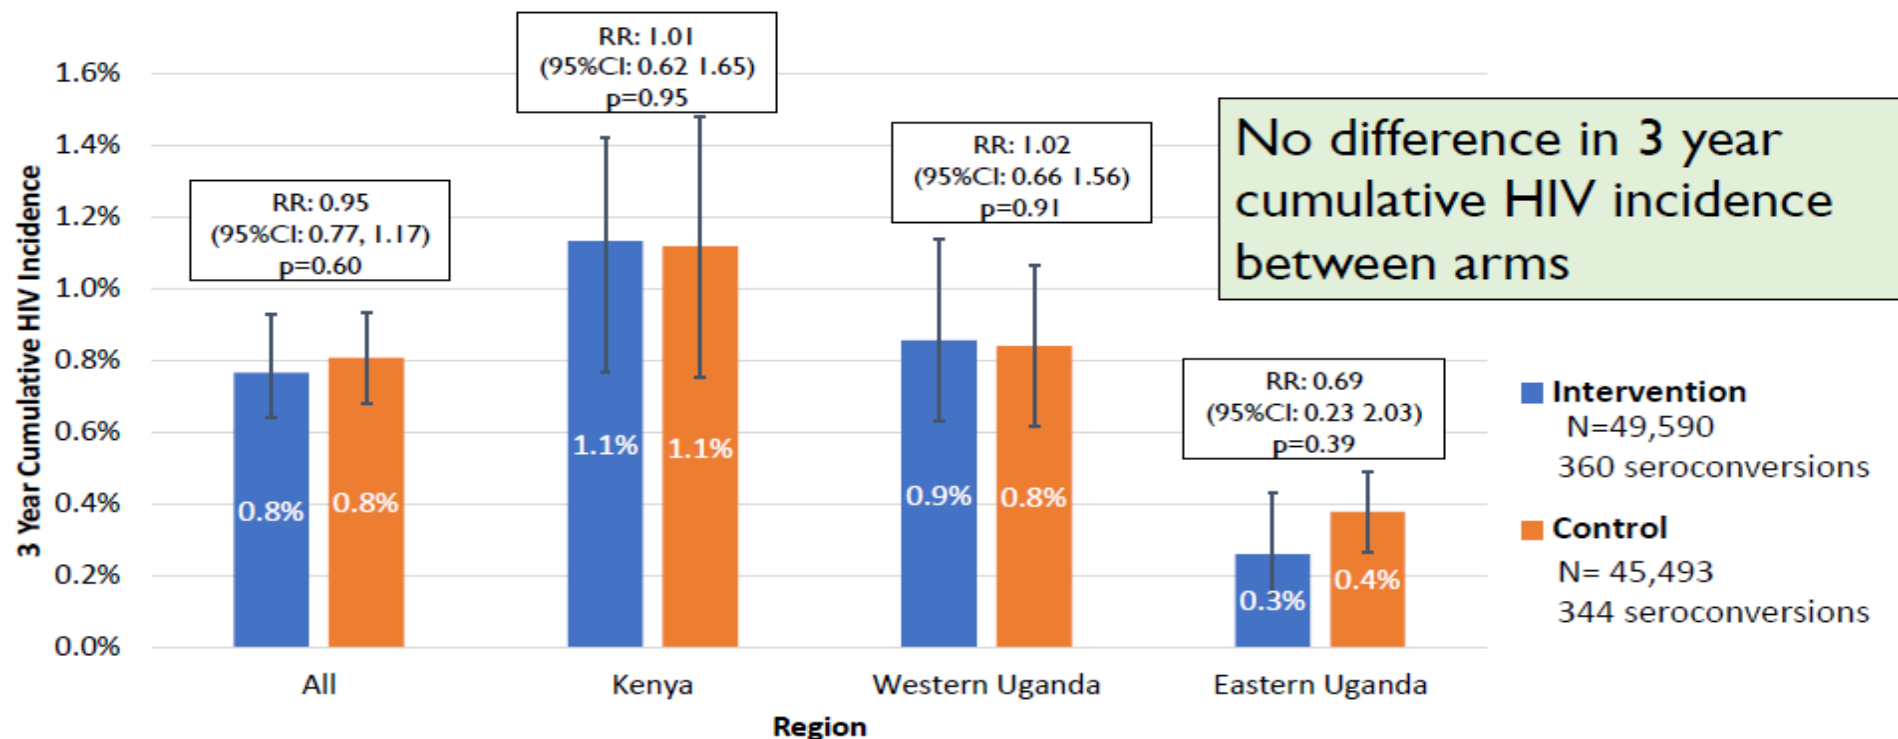 RR: 1.01
(95%CI: 0.62 1.65)
p=0.95
RR: 0.95
(95%CI: 0.77, 1.17)
p=0.60
RR: 1.02
(95%CI: 0.66 1.56)
p=0.91
RR: 0.69
(95%CI: 0.23 2.03)
p=0.39
No difference in 3 year
cumulative HIV incidence
between arms
3 Year Cumulative HIV Incidence
1.6%
1.4%
1.2%
1.0%
0.8%
0.6%
0.4%
0.2%
0.0%
0.8%
0.8%
1.1%
1.1%
0.9%
0.8%
0.3%
0.4%
All
Kenya
Western Uganda
Eastern Uganda
Region
Intervention
N=49,590
360 seroconversions
Control
N= 45,493
344 seroconversions